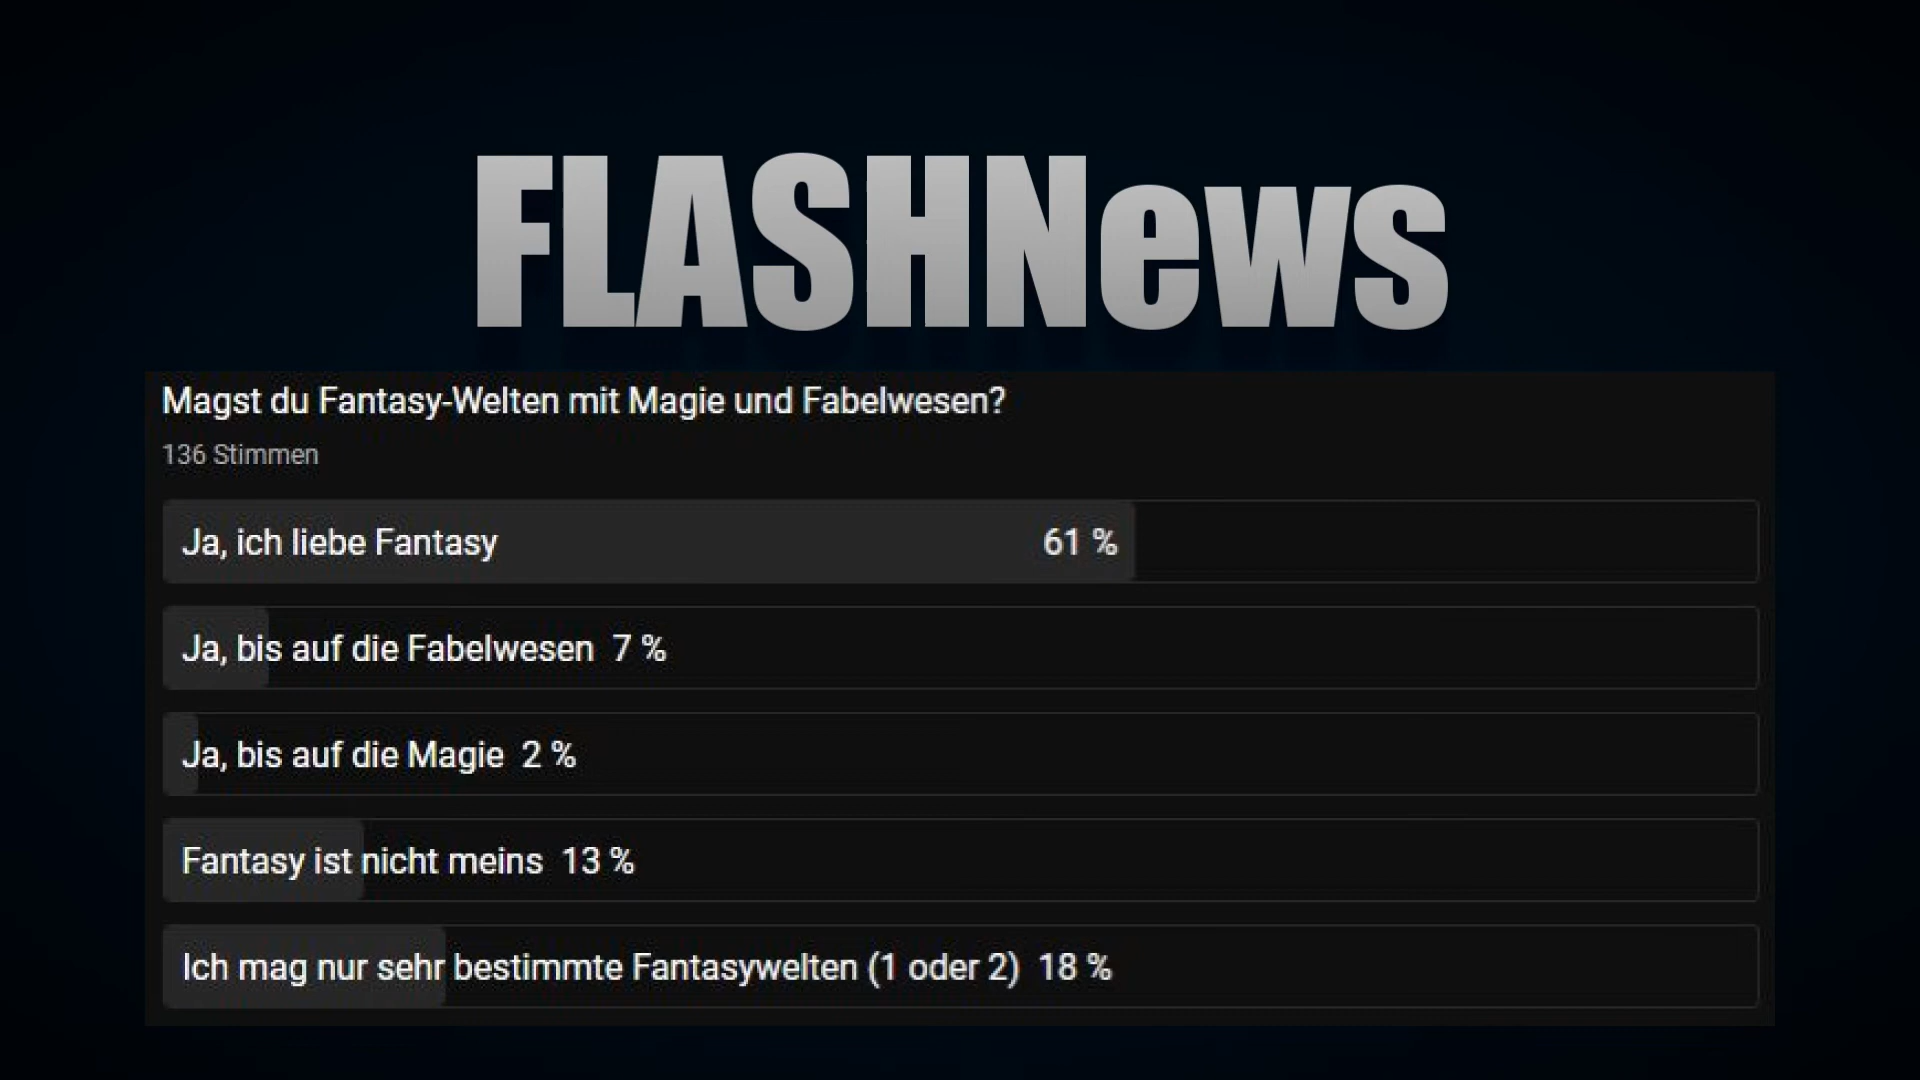 FLASHNews
Magst du Fantasy-Welten mit Magie und Fabelwesen?
136 Stimmen
Ja, ich liebe Fantasy 61 %
Ja, bis auf die Fabelwesen 7 %
Ja, bis auf die Magie 2 %
Fantasy ist nicht meins 13 %
Ich mag nur sehr bestimmte Fantasywelten (1 oder 2) 18 %